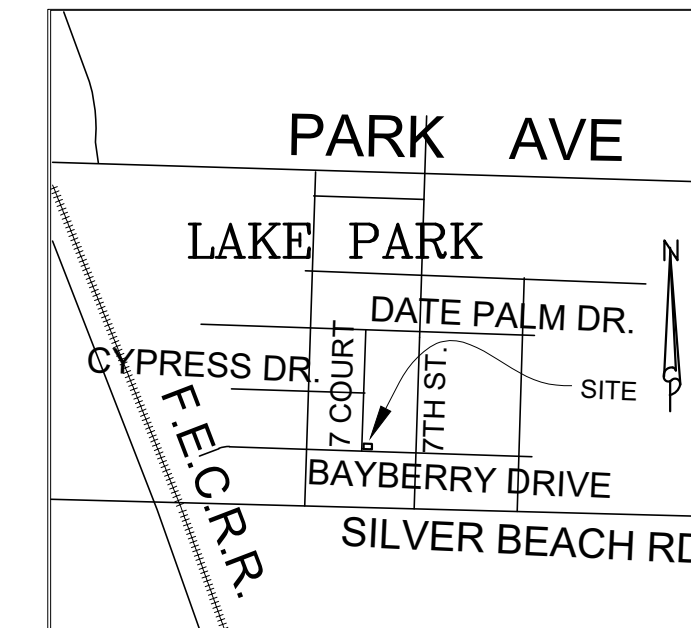 PARK AVE
LAKE PARK
N
DATE PALM DR.
CYPRESS DR.
7 COURT
7TH ST.
SITE
F.E.C.R.R.
BAYBERRY DRIVE
SILVER BEACH RD